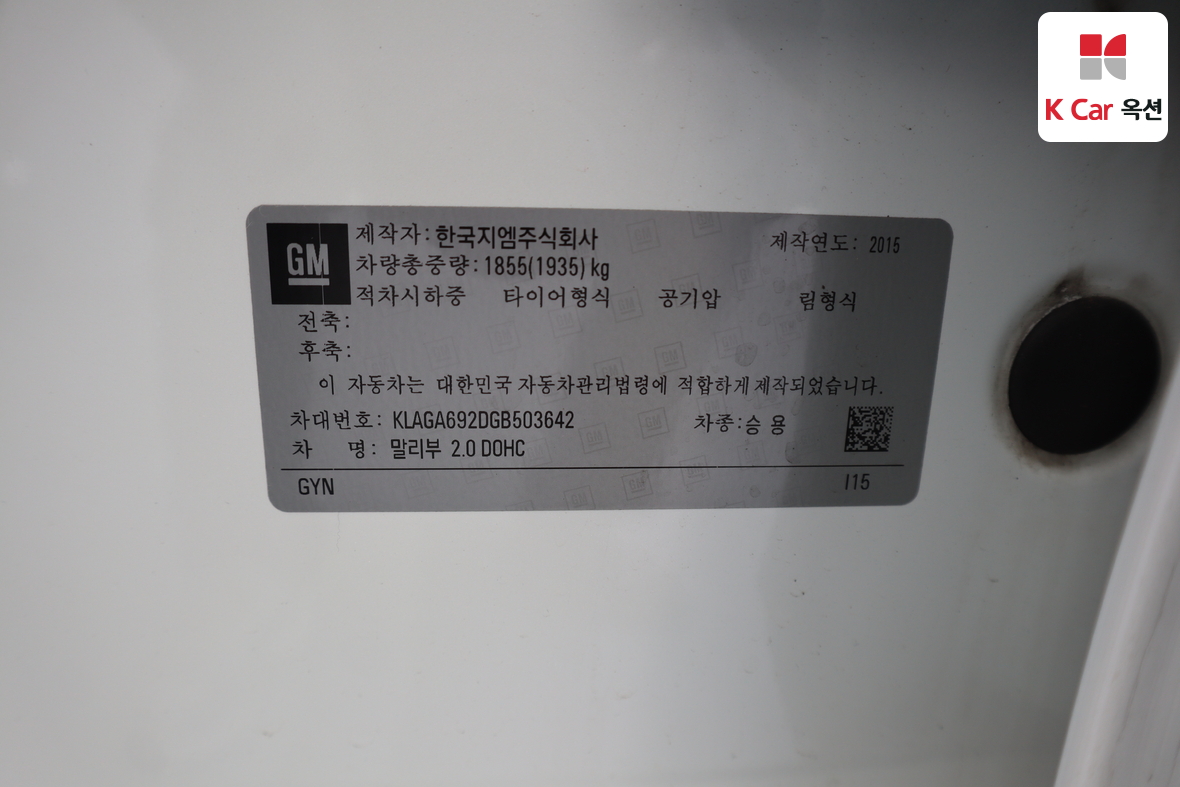 K Car 옥션
GM
제작자: 한국지엠주식회사 제작연도: 2015
차량총중량: 1855(1935) kg
적차시하중 타이어형식 공기압 림형식
전축:
후축:
이 자동차는 대한민국 자동차관리법령에 적합하게 제작되었습니다.
차대번호: KLAGA692DGB503642 차종: 승 용
차 명: 말리부 2.0 DOHC
GYN I15